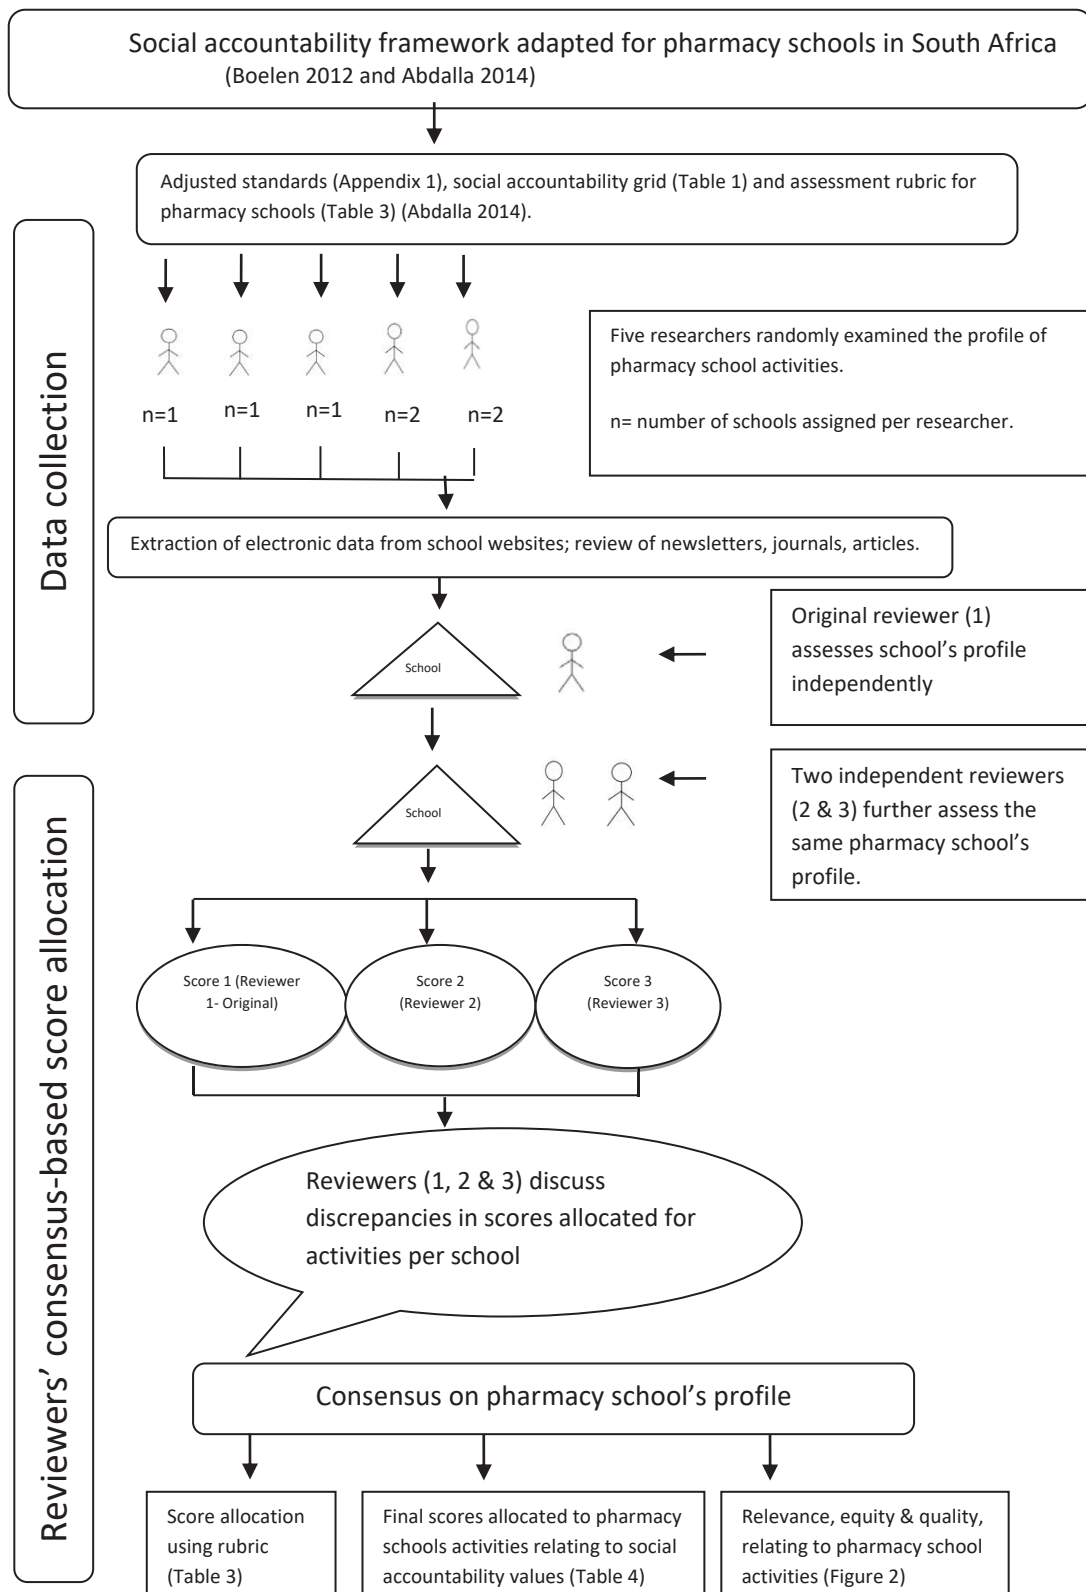 Social accountability framework adapted for pharmacy schools in South Africa
(Boelen 2012 and Abdalla 2014)
Adjusted standards (Appendix 1), social accountability grid (Table 1) and assessment rubric for
pharmacy schools (Table 3) (Abdalla 2014).
Data collection
Five researchers randomly examined the profile of
pharmacy school activities.
n= number of schools assigned per researcher.
n=1
n=1
n=1
n=2
n=2
Extraction of electronic data from school websites; review of newsletters, journals, articles.
School
Original reviewer (1)
assesses school’s profile
independently
Reviewers’ consensus-based score allocation
School
Two independent reviewers
(2 & 3) further assess the
same pharmacy school’s
profile.
Score 1 (Reviewer
1- Original)
Score 2
(Reviewer 2)
Score 3
(Reviewer 3)
Reviewers (1, 2 & 3) discuss
discrepancies in scores allocated for
activities per school
Consensus on pharmacy school’s profile
Score allocation
using rubric
(Table 3)
Final scores allocated to pharmacy
schools activities relating to social
accountability values (Table 4)
Relevance, equity & quality,
relating to pharmacy school
activities (Figure 2)